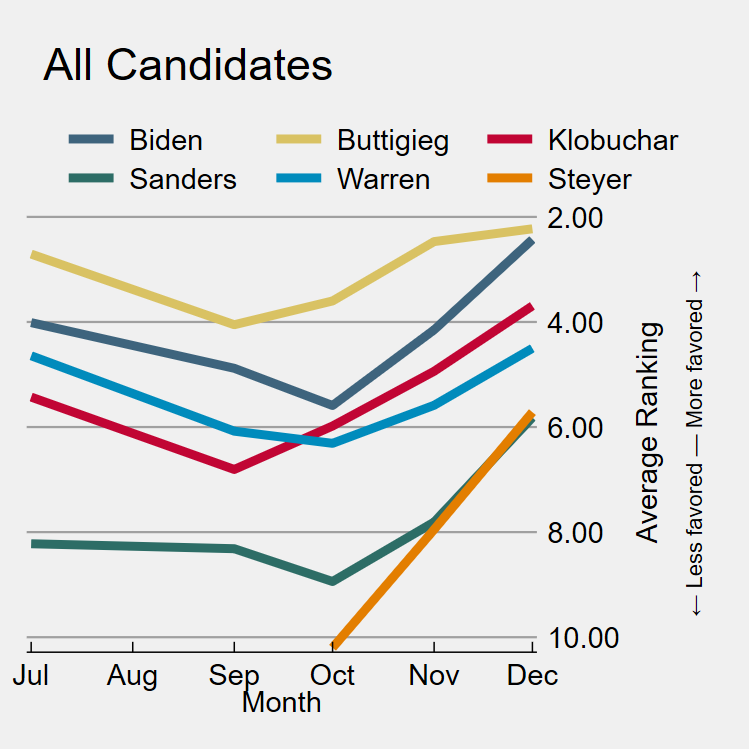 All Candidates
Biden Buttigieg Klobuchar
Sanders Warren Steyer
2.00
4.00
6.00
8.00
10.00
Average Ranking
← Less favored — More favored →
Jul Aug Sep Oct Nov Dec
Month